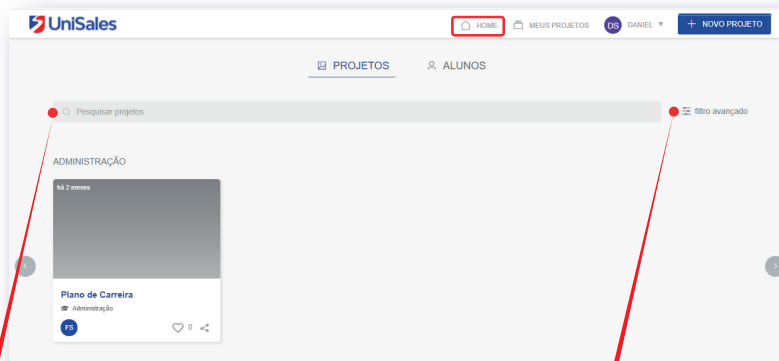 UniSales
HOME MEUS PROJETOS DS DANIEL + NOVO PROJETO
PROJETOS ALUNOS
Pesquisar projetos filtro avançado
ADMINISTRAÇÃO
há 2 meses
Plano de Carreira
Administração
FS 0